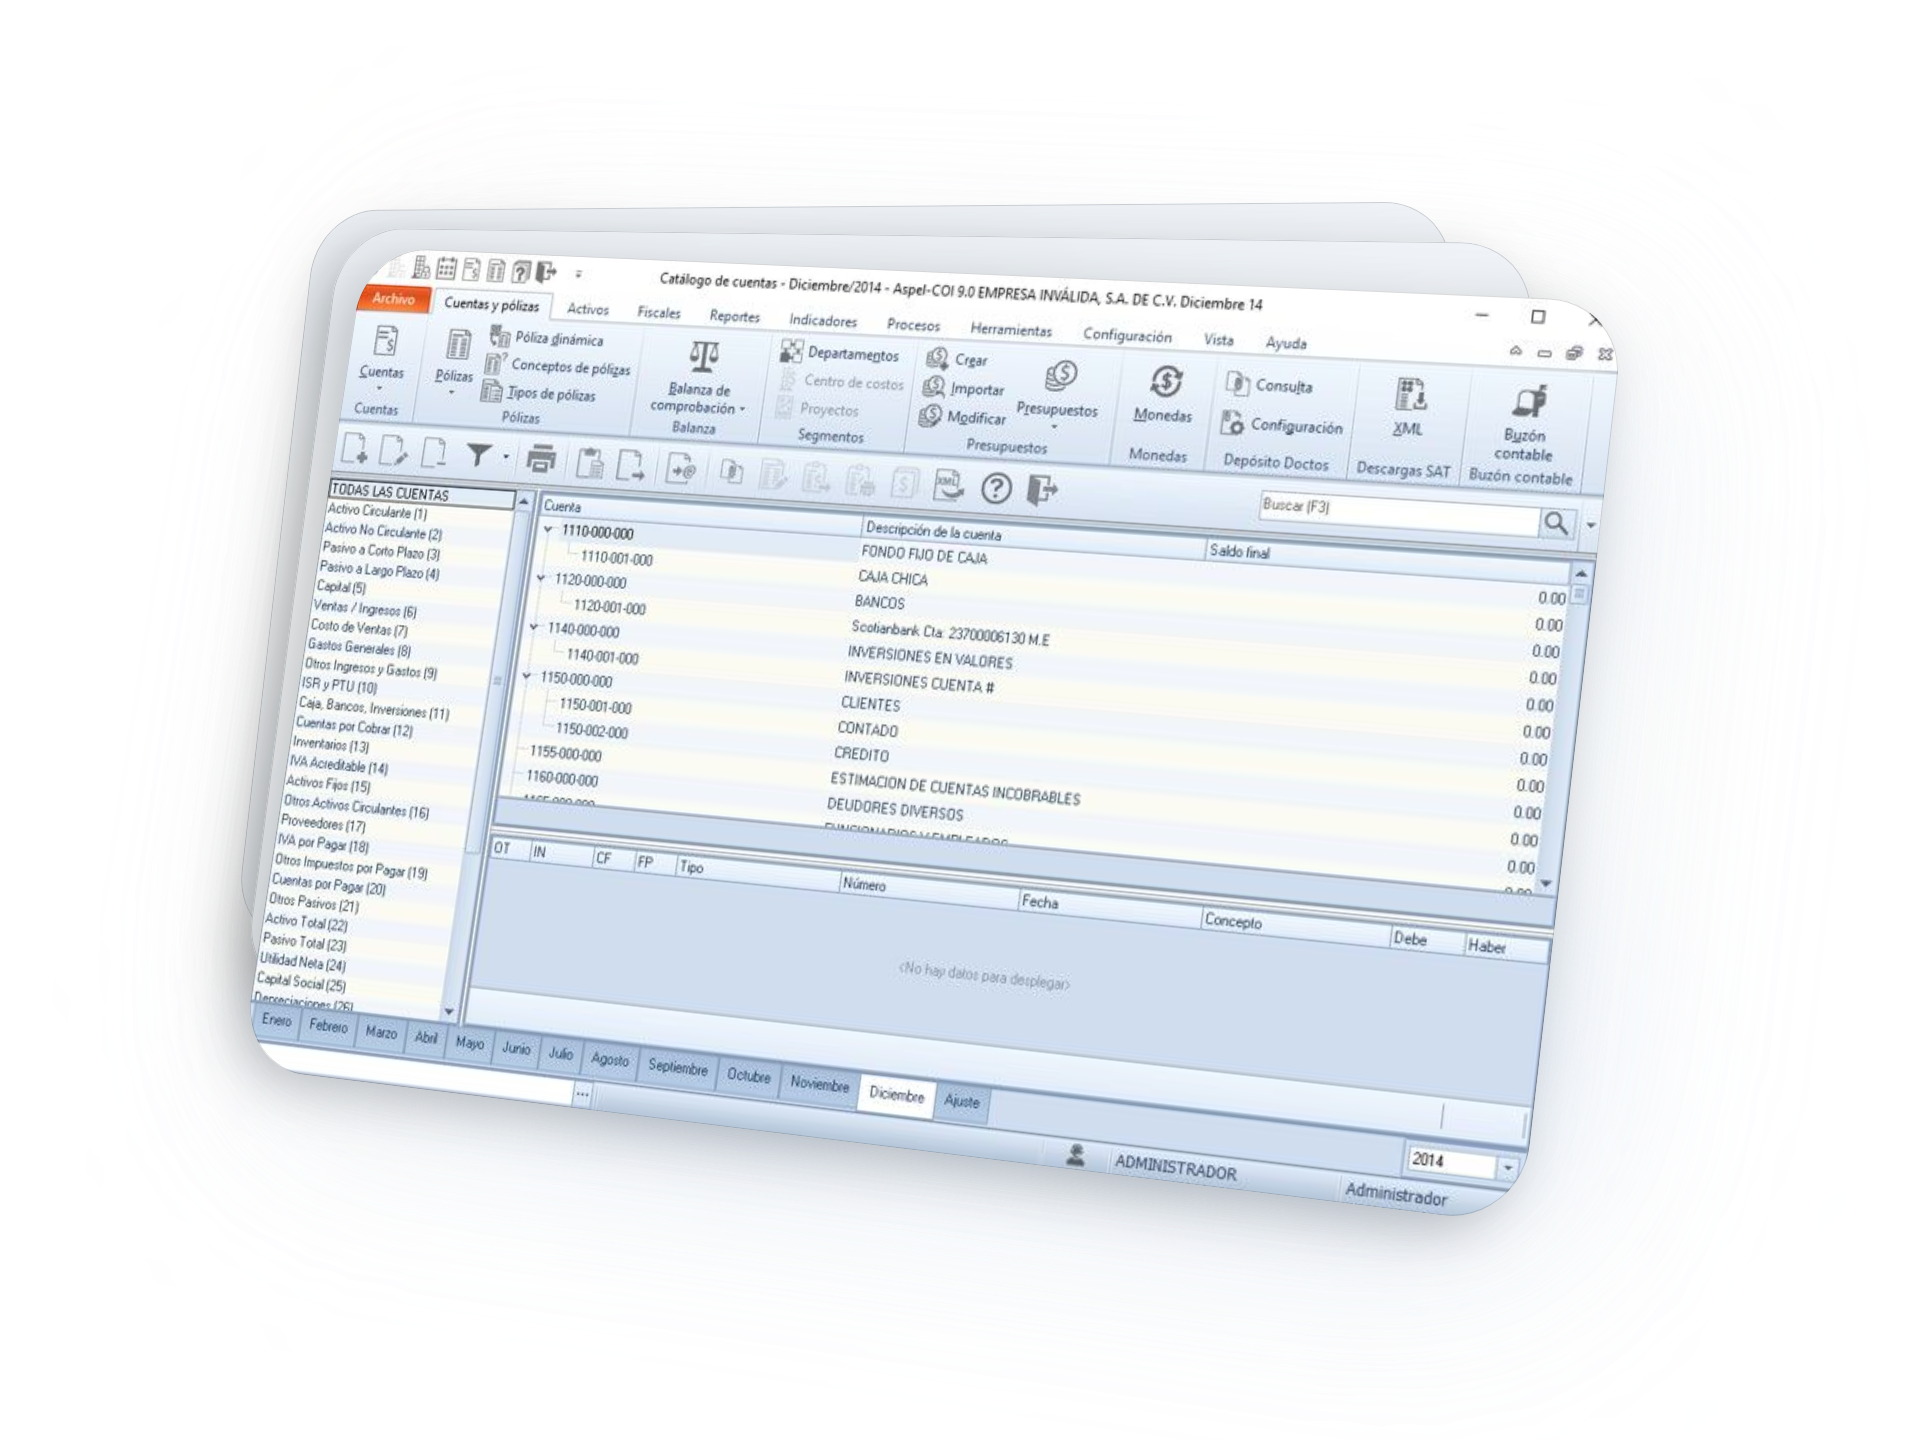 Catálogo de cuentas - Diciembre/2014 - Aspel-COI 9.0 EMPRESA INVÁLIDA, S.A. DE C.V. Diciembre 14
Archivo
Cuentas y pólizas
Activos
Fiscales
Reportes
Indicadores
Procesos
Herramientas
Configuración
Vista
Ayuda
Cuentas
Cuentas
Pólizas
Póliza dinámica
Conceptos de pólizas
Tipos de pólizas
Pólizas
Balanza de
comprobación
Balanza
Departamentos
Centro de costos
Proyectos
Segmentos
Crear
Importar
Modificar
Presupuestos
Presupuestos
Monedas
Monedas
Consulta
Configuración
Depósito Doctos
XML
Descargas SAT
Buzón
contable
Buzón contable
XML
Buscar (F3)
TODAS LAS CUENTAS
Activo Circulante (1)
Activo No Circulante (2)
Pasivo a Corto Plazo (3)
Pasivo a Largo Plazo (4)
Capital (5)
Ventas / Ingresos (6)
Costo de Ventas (7)
Gastos Generales (8)
Otros Ingresos y Gastos (9)
ISR y PTU (10)
Caja, Bancos, Inversiones (11)
Cuentas por Cobrar (12)
Inventarios (13)
IVA Acreditable (14)
Activos Fijos (15)
Otros Activos Circulantes (16)
Proveedores (17)
IVA por Pagar (18)
Otros Impuestos por Pagar (19)
Cuentas por Pagar (20)
Otros Pasivos (21)
Activo Total (22)
Pasivo Total (23)
Utilidad Neta (24)
Capital Social (25)
Depreciaciones (26)
Cuenta Descripción de la cuenta Saldo final
1110-000-000 FONDO FIJO DE CAJA 0.00
1110-001-000 CAJA CHICA 0.00
1120-000-000 BANCOS 0.00
1120-001-000 Scotianbank Cta: 23700006130 M.E 0.00
1140-000-000 INVERSIONES EN VALORES 0.00
1140-001-000 INVERSIONES CUENTA # 0.00
1150-000-000 CLIENTES 0.00
1150-001-000 CONTADO 0.00
1150-002-000 CREDITO 0.00
1155-000-000 ESTIMACION DE CUENTAS INCOBRABLES 0.00
1160-000-000 DEUDORES DIVERSOS 0.00
1165-000-000 FUNCIONARIOS Y EMPLEADOS 0.00
OT IN CF FP Tipo Número Fecha Concepto Debe Haber
<No hay datos para desplegar>
Enero Febrero Marzo Abril Mayo Junio Julio Agosto Septiembre Octubre Noviembre Diciembre Ajuste
2014
ADMINISTRADOR
Administrador